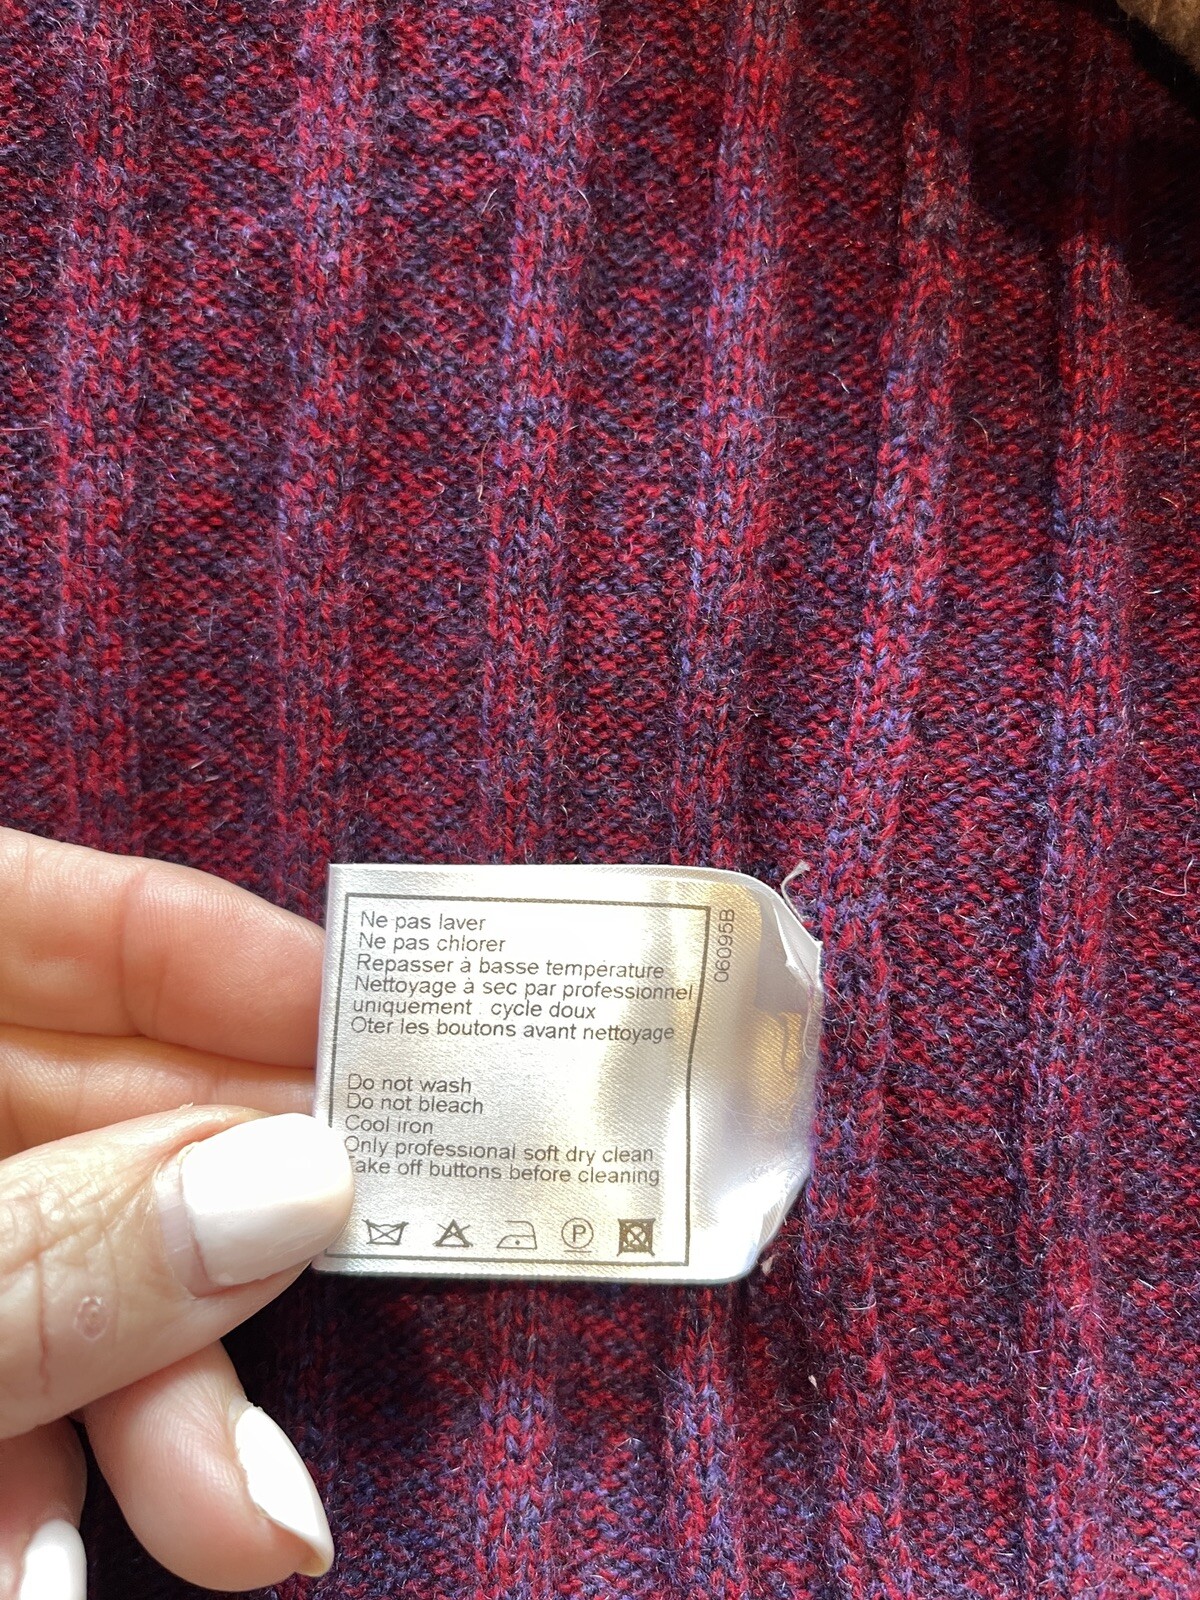 Ne pas laver
Ne pas chlorer
Repasser à basse température
Nettoyage à sec par professionnel
uniquement : cycle doux
Oter les boutons avant nettoyage
Do not wash
Do not bleach
Cool iron
Only professional soft dry clean
Take off buttons before cleaning
P
06095B